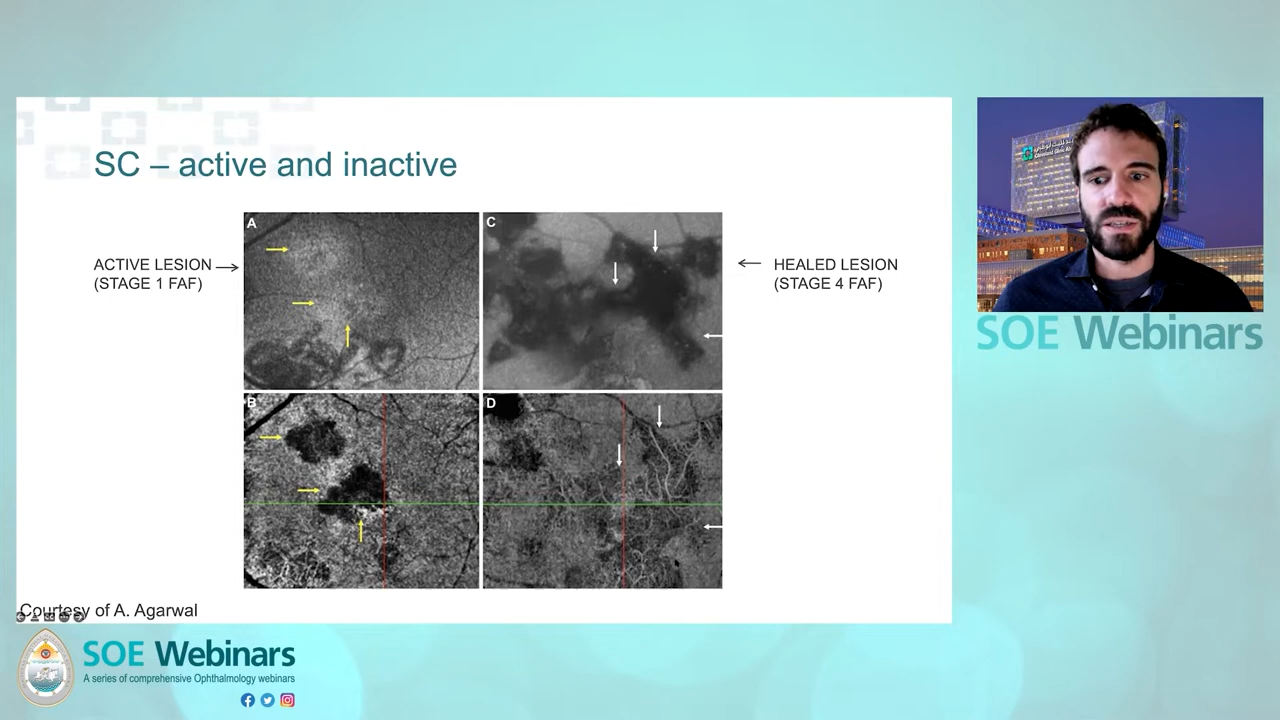 SC – active and inactive
ACTIVE LESION
(STAGE 1 FAF)
A
C
B
D
HEALED LESION
(STAGE 4 FAF)
Courtesy of A. Agarwal
SOE Webinars
SOE Webinars
A series of comprehensive Ophthalmology webinars